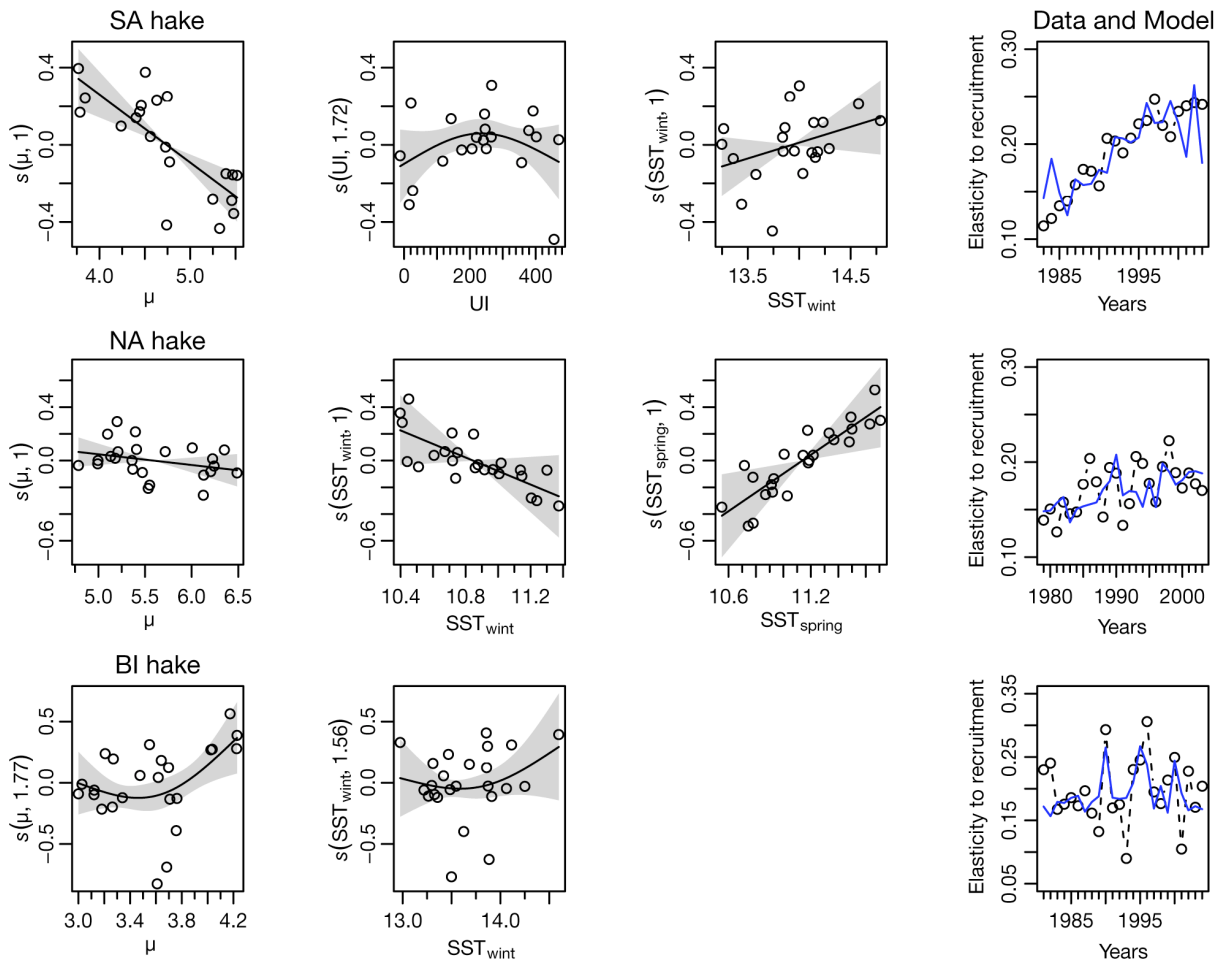 SA hake
Data and Model
s(μ, 1)
0.4
0.0
−0.4
4.0 5.0
μ
s(UI, 1.72)
0.4
0.0
−0.4
0 200 400
UI
s(SSTwint, 1)
0.4
0.0
−0.4
13.5 14.5
SSTwint
Elasticity to recruitment
0.30
0.20
0.10
1985 1995
Years
NA hake
s(μ, 1)
0.4
0.0
−0.6
5.0 5.5 6.0 6.5
μ
s(SSTwint, 1)
0.4
0.0
−0.6
10.4 10.8 11.2
SSTwint
s(SSTspring, 1)
0.4
0.0
−0.6
10.6 11.2
SSTspring
Elasticity to recruitment
0.30
0.20
0.10
1980 1990 2000
Years
BI hake
s(μ, 1.77)
0.5
0.0
−0.5
3.0 3.4 3.8 4.2
μ
s(SSTwint, 1.56)
0.5
0.0
−0.5
13.0 14.0
SSTwint
Elasticity to recruitment
0.35
0.25
0.15
0.05
1985 1995
Years